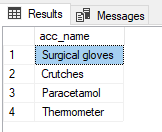 Results Messages
acc_name
1 Surgical gloves
2 Crutches
3 Paracetamol
4 Thermometer